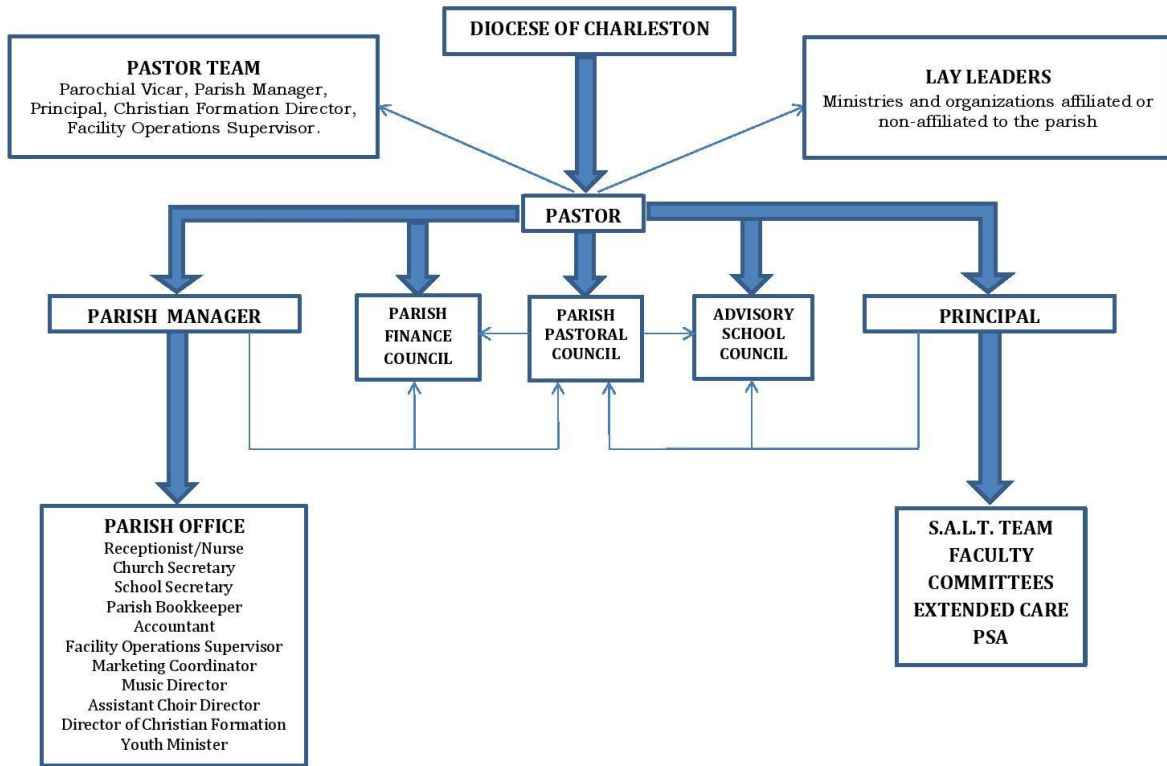 DIOCESE OF CHARLESTON
PASTOR TEAM
Parochial Vicar, Parish Manager,
Principal, Christian Formation Director,
Facility Operations Supervisor.
LAY LEADERS
Ministries and organizations affiliated or
non-affiliated to the parish
PASTOR
PARISH MANAGER
PARISH
FINANCE
COUNCIL
PARISH
PASTORAL
COUNCIL
ADVISORY
SCHOOL
COUNCIL
PRINCIPAL
PARISH OFFICE
Receptionist/Nurse
Church Secretary
School Secretary
Parish Bookkeeper
Accountant
Facility Operations Supervisor
Marketing Coordinator
Music Director
Assistant Choir Director
Director of Christian Formation
Youth Minister
S.A.L.T. TEAM
FACULTY
COMMITTEES
EXTENDED CARE
PSA